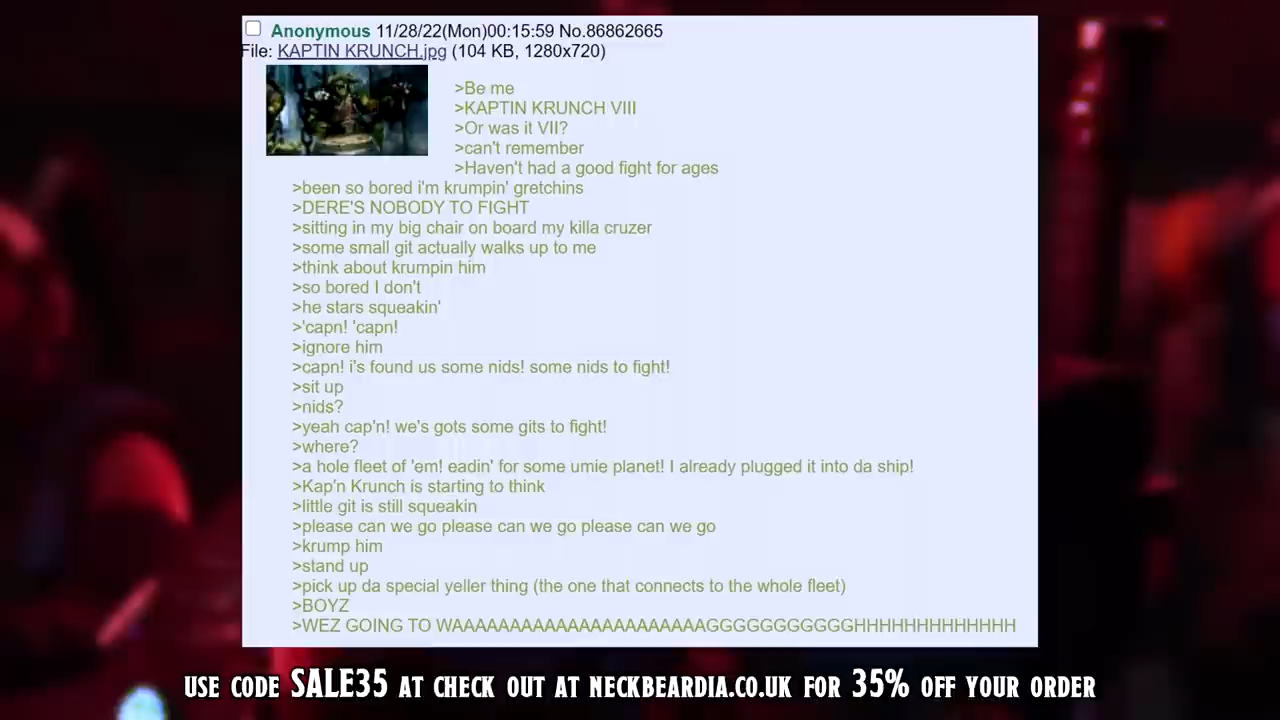 Anonymous 11/28/22(Mon)00:15:59 No.86862665
File: KAPTIN KRUNCH.jpg (104 KB, 1280x720)
>Be me
>KAPTIN KRUNCH VIII
>Or was it VII?
>can't remember
>Haven't had a good fight for ages
>been so bored i'm krumpin' gretchins
>DERE'S NOBODY TO FIGHT
>sitting in my big chair on board my killa cruzer
>some small git actually walks up to me
>think about krumpin him
>so bored I don't
>he stars squeakin'
>'capn! 'capn!
>ignore him
>capn! i's found us some nids! some nids to fight!
>sit up
>nids?
>yeah cap'n! we's gots some gits to fight!
>where?
>a hole fleet of 'em! eadin' for some umie planet! I already plugged it into da ship!
>Kap'n Krunch is starting to think
>little git is still squeakin
>please can we go please can we go please can we go
>krump him
>stand up
>pick up da special yeller thing (the one that connects to the whole fleet)
>BOYZ
>WEZ GOING TO WAAAAAAAAAAAAAAAAAAAAAAGGGGGGGGGGGHHHHHHHHHHHHH
USE CODE SALE35 AT CHECK OUT AT NECKBEARDIA.CO.UK FOR 35% OFF YOUR ORDER